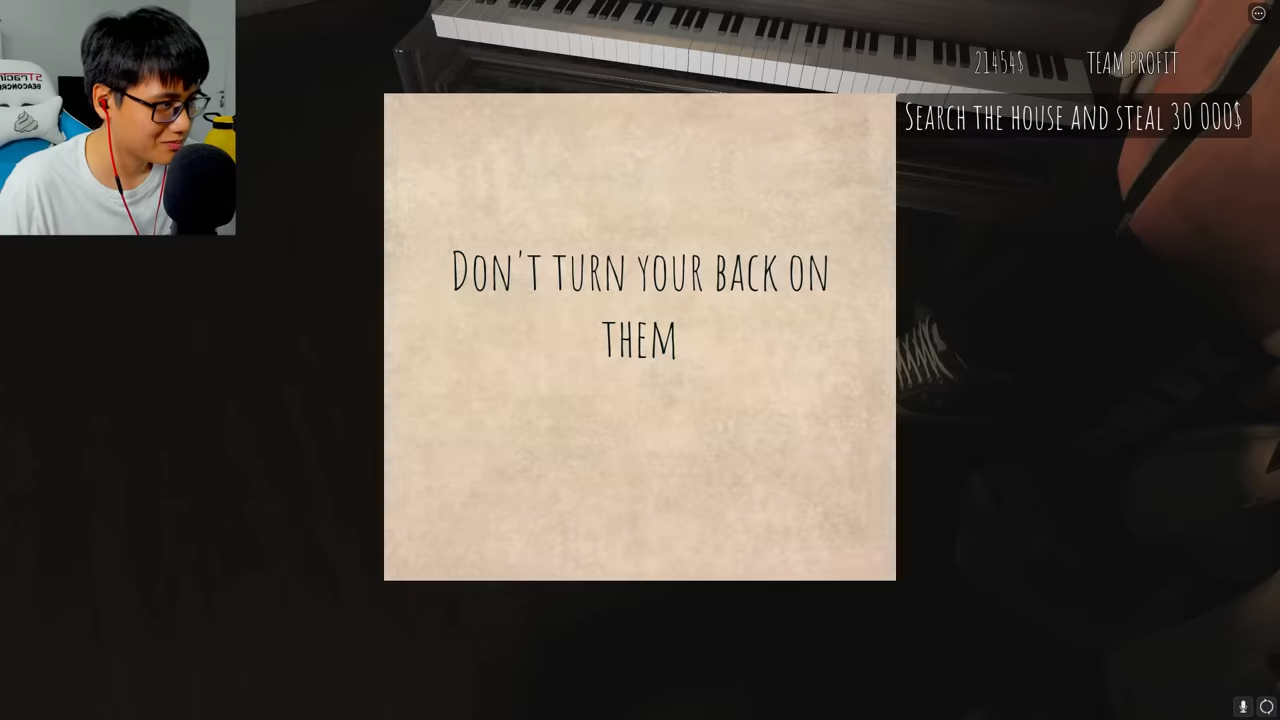 21454$ TEAM PROFIT
SEARCH THE HOUSE AND STEAL 30 000$
DON'T TURN YOUR BACK ON
THEM